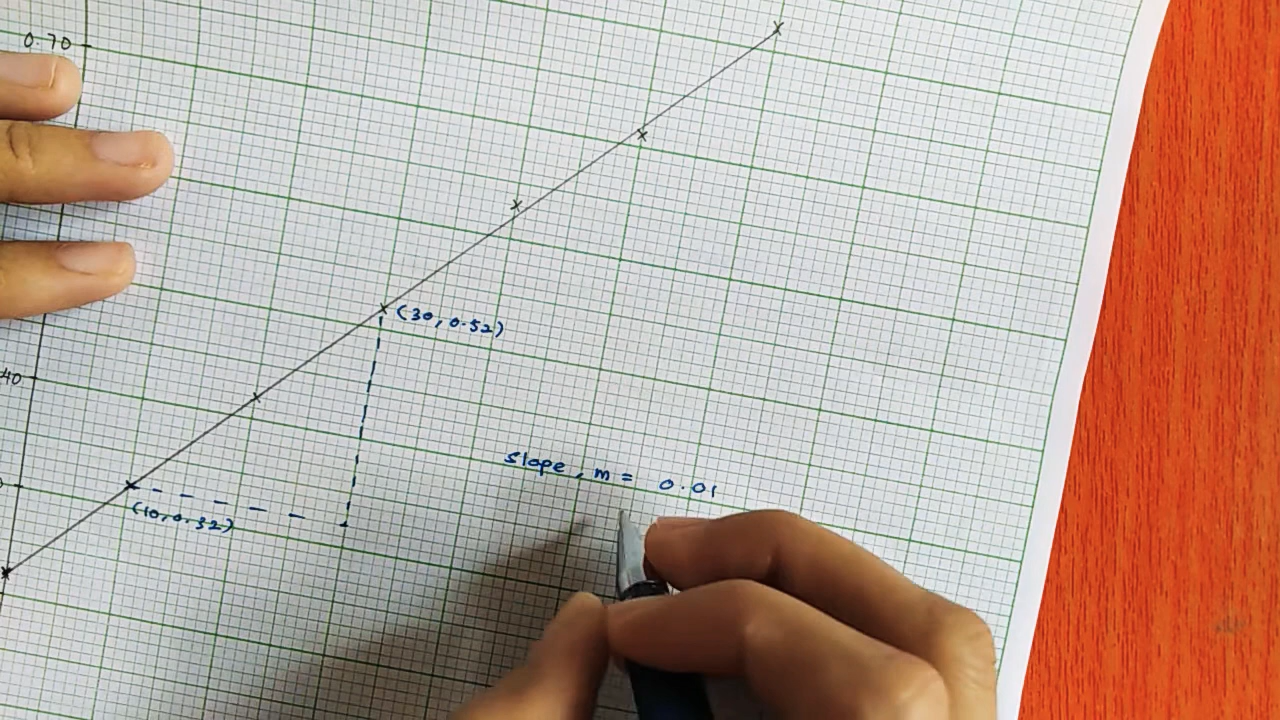 0.70
(30, 0.52)
40
slope, m = 0.01
(10, 0.32)